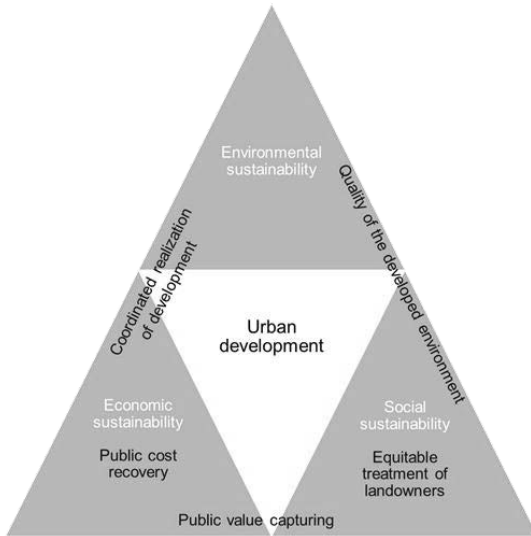 Environmental
sustainability
Coordinated realization
of development
Quality of the developed environment
Urban
development
Economic
sustainability
Public cost
recovery
Social
sustainability
Equitable
treatment of
landowners
Public value capturing